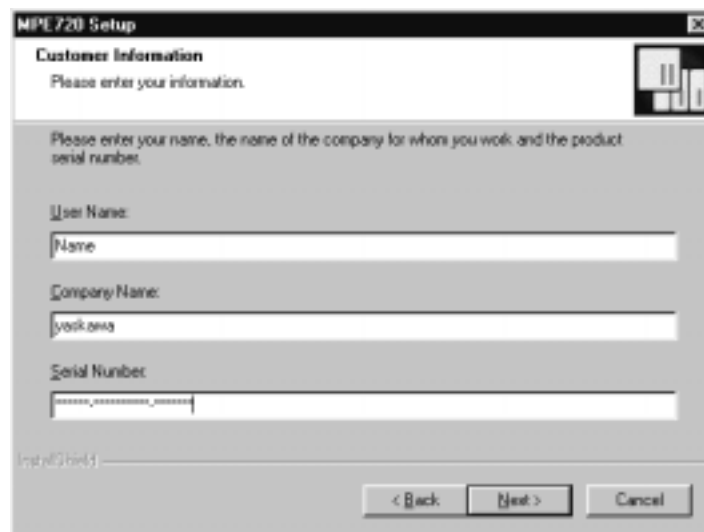 MPE720 Setup
Customer Information
Please enter your information.
Please enter your name, the name of the company for whom you work and the product
serial number.
User Name:
Name
Company Name:
yaskawa
Serial Number:
InstallShield
< Back
Next >
Cancel